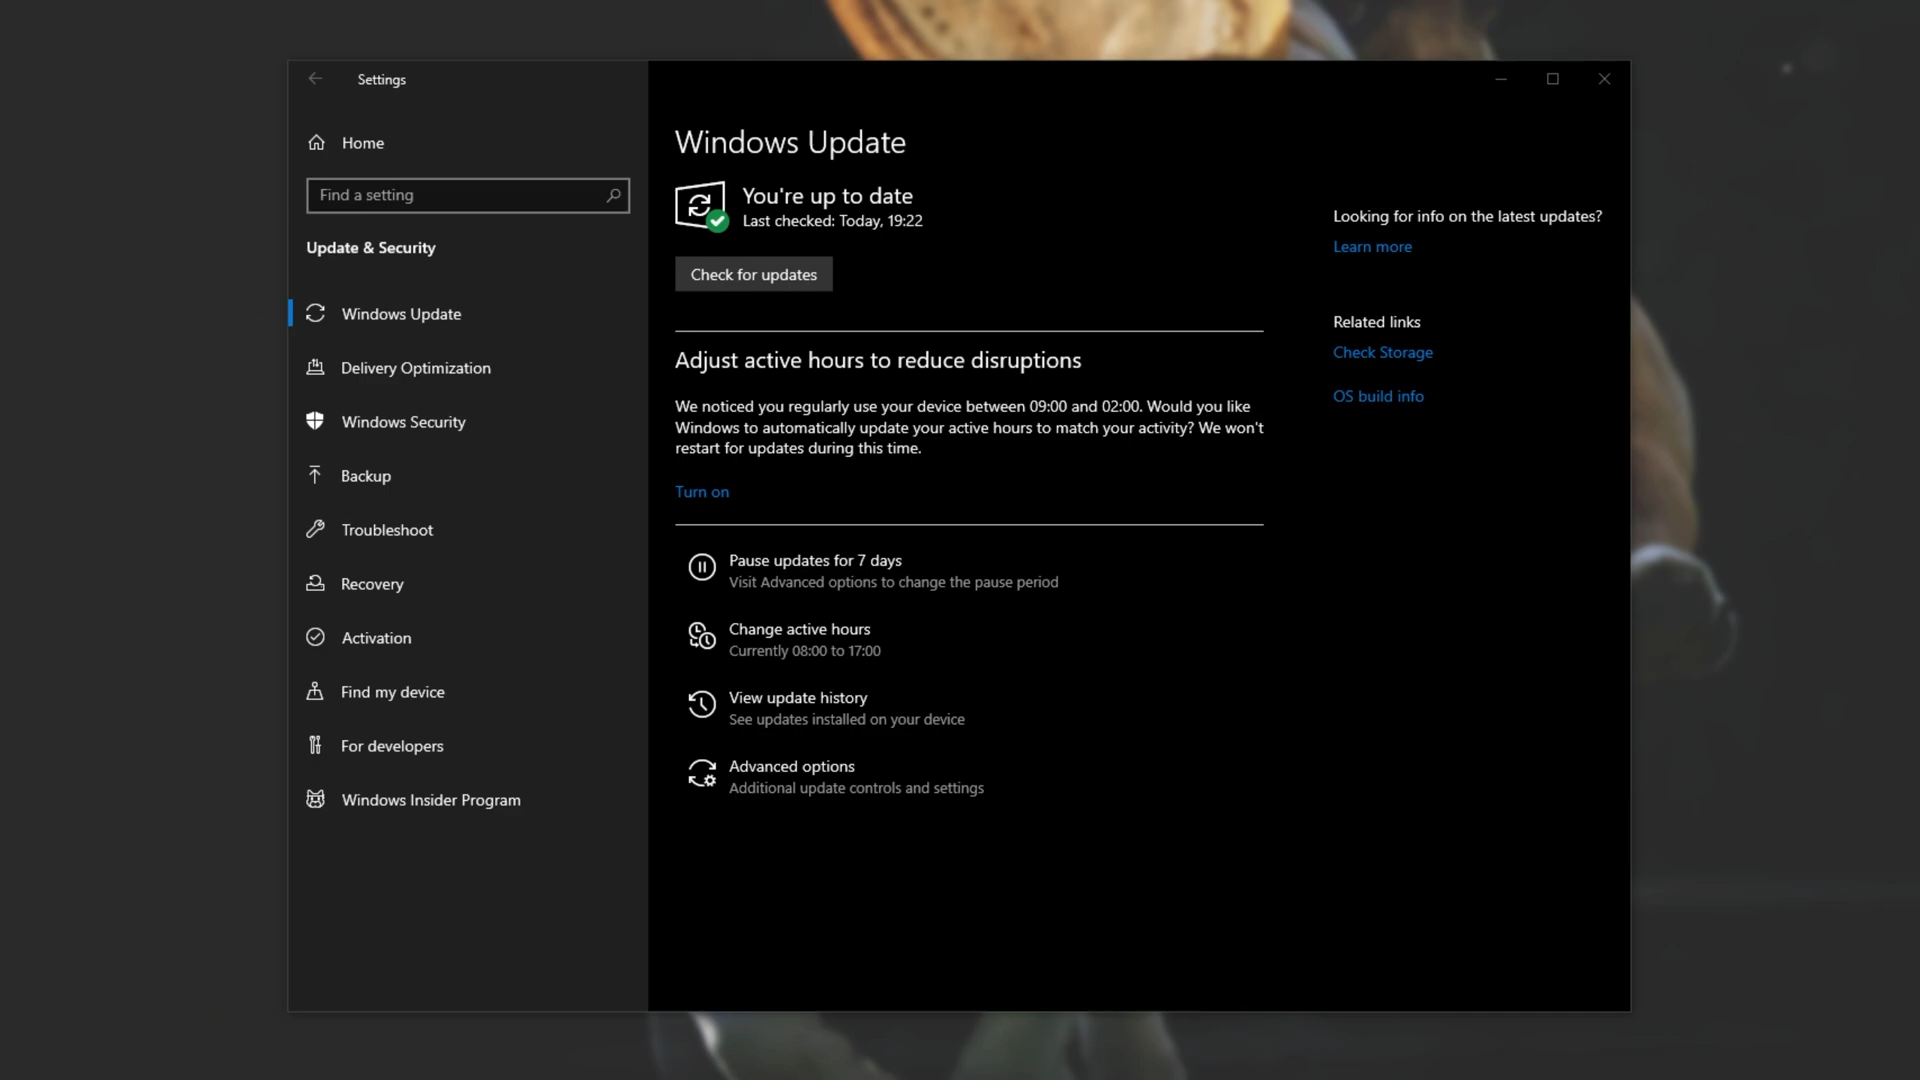 Settings
Home
Find a setting
Update & Security
Windows Update
Delivery Optimization
Windows Security
Backup
Troubleshoot
Recovery
Activation
Find my device
For developers
Windows Insider Program
Windows Update
You're up to date
Last checked: Today, 19:22
Check for updates
Adjust active hours to reduce disruptions
We noticed you regularly use your device between 09:00 and 02:00. Would you like
Windows to automatically update your active hours to match your activity? We won't
restart for updates during this time.
Turn on
Pause updates for 7 days
Visit Advanced options to change the pause period
Change active hours
Currently 08:00 to 17:00
View update history
See updates installed on your device
Advanced options
Additional update controls and settings
Looking for info on the latest updates?
Learn more
Related links
Check Storage
OS build info